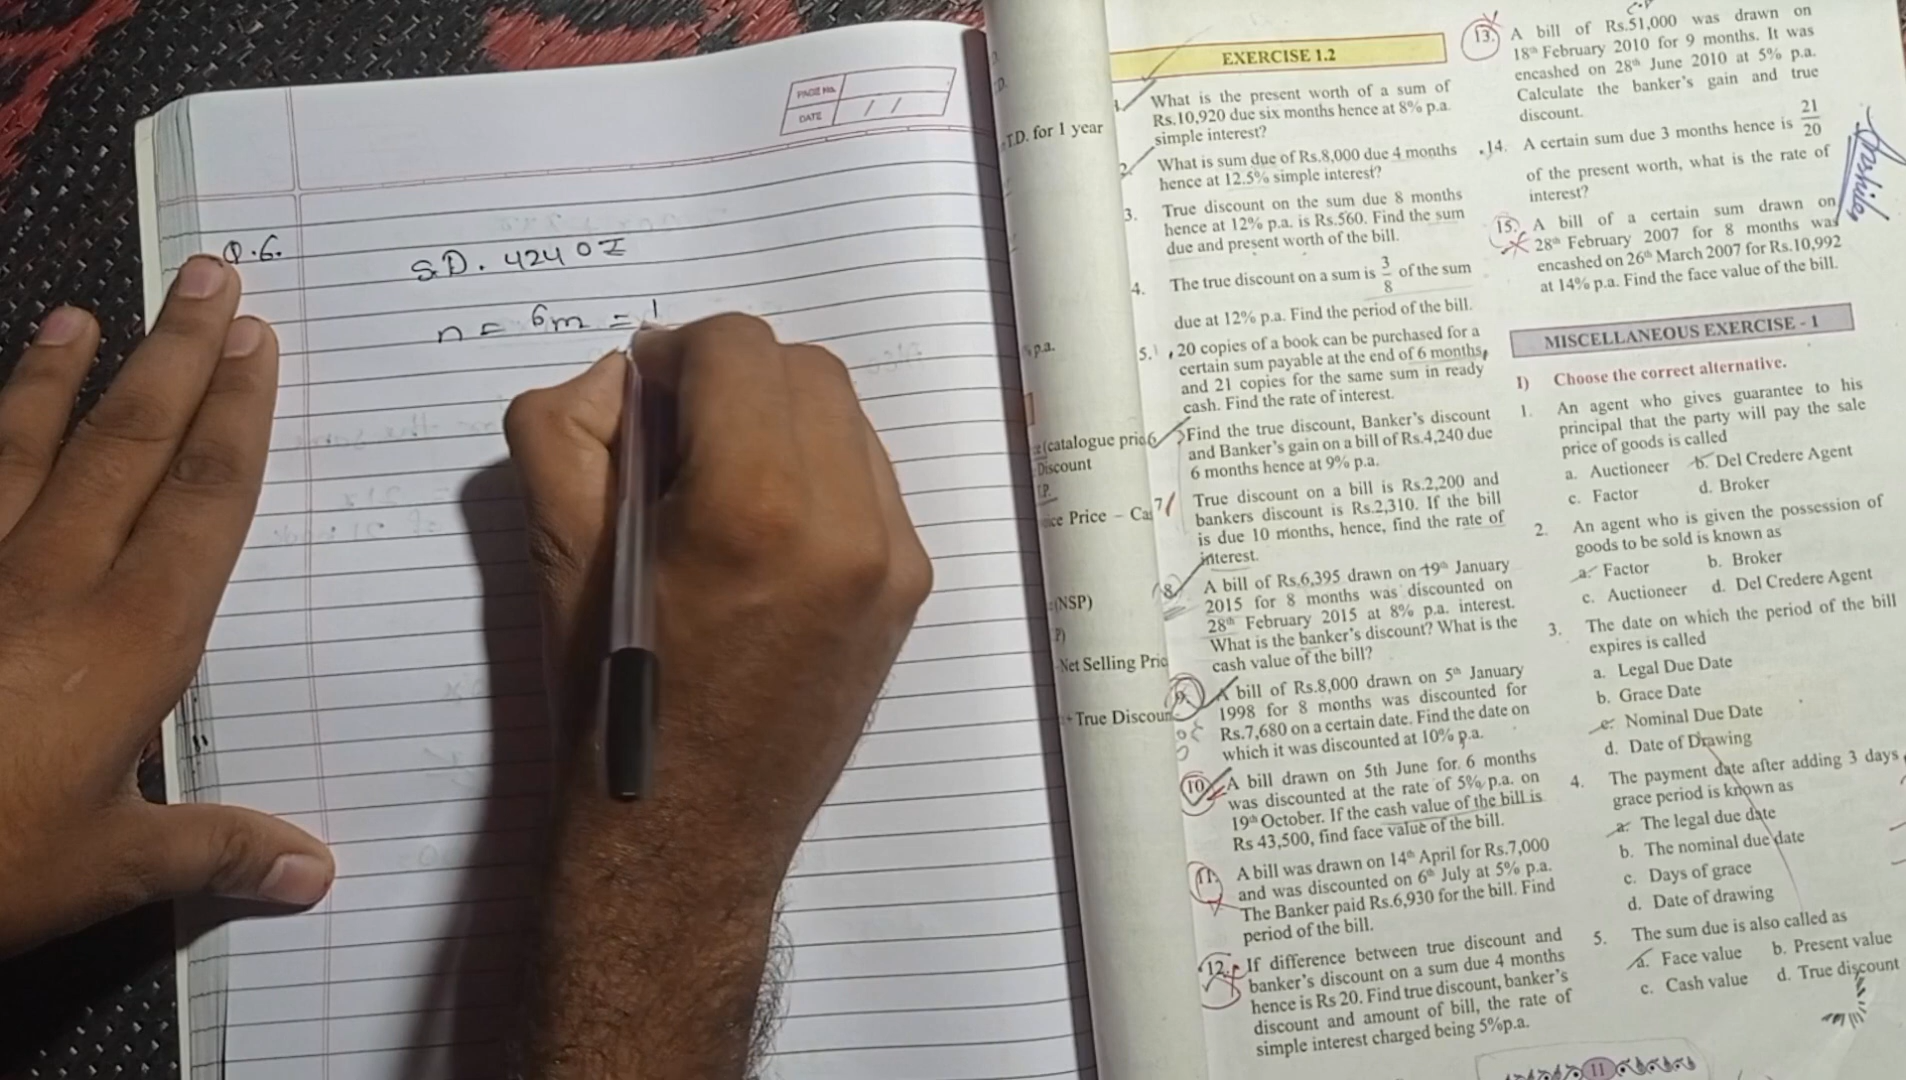 PAGE No.
DATE / /
Q.6.
S.D. 4240 ₹
n = 6m = 1
T.D. for 1 year
% p.a.
(catalogue pric
Discount
Price - Ca
(NSP)
Net Selling Pric
True Discoun
EXERCISE 1.2
What is the present worth of a sum of
Rs.10,920 due six months hence at 8% p.a.
simple interest?
2. What is sum due of Rs.8,000 due 4 months
hence at 12.5% simple interest?
3. True discount on the sum due 8 months
hence at 12% p.a. is Rs.560. Find the sum
due and present worth of the bill.
4. The true discount on a sum is 3/8 of the sum
due at 12% p.a. Find the period of the bill.
5. 20 copies of a book can be purchased for a
certain sum payable at the end of 6 months
and 21 copies for the same sum in ready
cash. Find the rate of interest.
6 Find the true discount, Banker's discount
and Banker's gain on a bill of Rs.4,240 due
6 months hence at 9% p.a.
7 True discount on a bill is Rs.2,200 and
bankers discount is Rs.2,310. If the bill
is due 10 months, hence, find the rate of
interest.
8 A bill of Rs.6,395 drawn on 19th January
2015 for 8 months was discounted on
28th February 2015 at 8% p.a. interest.
What is the banker's discount? What is the
cash value of the bill?
9 A bill of Rs.8,000 drawn on 5th January
1998 for 8 months was discounted for
Rs.7,680 on a certain date. Find the date on
which it was discounted at 10% p.a.
10 A bill drawn on 5th June for 6 months
was discounted at the rate of 5% p.a. on
19th October. If the cash value of the bill is
Rs 43,500, find face value of the bill.
11. A bill was drawn on 14th April for Rs.7,000
and was discounted on 6th July at 5% p.a.
The Banker paid Rs.6,930 for the bill. Find
period of the bill.
12. If difference between true discount and
banker's discount on a sum due 4 months
hence is Rs 20. Find true discount, banker's
discount and amount of bill, the rate of
simple interest charged being 5%p.a.
13. A bill of Rs.51,000 was drawn on
18th February 2010 for 9 months. It was
encashed on 28th June 2010 at 5% p.a.
Calculate the banker's gain and true
discount.
14. A certain sum due 3 months hence is 21/20
of the present worth, what is the rate of
interest?
15. A bill of a certain sum drawn on
28th February 2007 for 8 months was
encashed on 26th March 2007 for Rs.10,992
at 14% p.a. Find the face value of the bill.
MISCELLANEOUS EXERCISE - 1
I) Choose the correct alternative.
1. An agent who gives guarantee to his
principal that the party will pay the sale
price of goods is called
a. Auctioneer b. Del Credere Agent
c. Factor d. Broker
2. An agent who is given the possession of
goods to be sold is known as
a. Factor b. Broker
c. Auctioneer d. Del Credere Agent
3. The date on which the period of the bill
expires is called
a. Legal Due Date
b. Grace Date
c. Nominal Due Date
d. Date of Drawing
4. The payment date after adding 3 days
grace period is known as
a. The legal due date
b. The nominal due date
c. Days of grace
d. Date of drawing
5. The sum due is also called as
a. Face value b. Present value
c. Cash value d. True discount
11